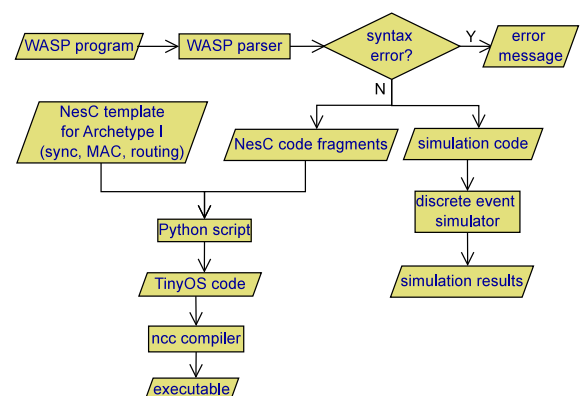 WASP program
WASP parser
syntax
error?
Y
error
message
N
NesC template
for Archetype I
(sync, MAC, routing)
NesC code fragments
simulation code
Python script
discrete event
simulator
TinyOS code
simulation results
ncc compiler
executable